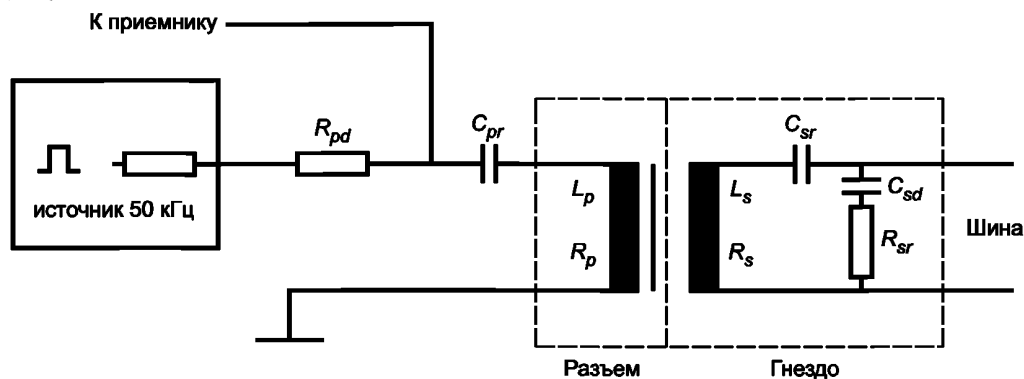 К приемнику
R_pd
C_pr
C_sr
источник 50 кГц
L_p
L_s
C_sd
R_p
R_s
R_sr
Шина
Разъем
Гнездо